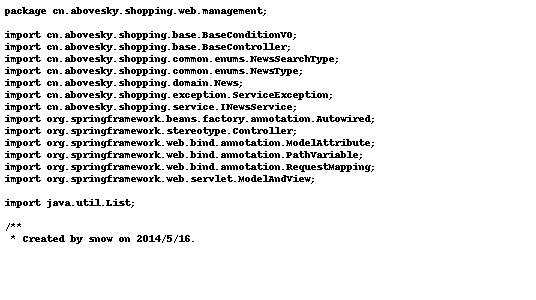 package cn.abovesky.shopping.web.management;

import cn.abovesky.shopping.base.BaseConditionVO;
import cn.abovesky.shopping.base.BaseController;
import cn.abovesky.shopping.common.enums.NewsSearchType;
import cn.abovesky.shopping.common.enums.NewsType;
import cn.abovesky.shopping.domain.News;
import cn.abovesky.shopping.exception.ServiceException;
import cn.abovesky.shopping.service.INewsService;
import org.springframework.beans.factory.annotation.Autowired;
import org.springframework.stereotype.Controller;
import org.springframework.web.bind.annotation.ModelAttribute;
import org.springframework.web.bind.annotation.PathVariable;
import org.springframework.web.bind.annotation.RequestMapping;
import org.springframework.web.servlet.ModelAndView;

import java.util.List;

/**
 * Created by snow on 2014/5/16.